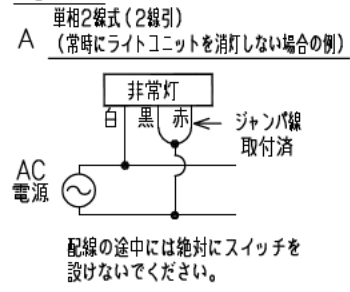 単相2線式(2線引)
A (常時にライトユニットを消灯しない場合の例)
非常灯
白 黒 赤
ジャンパ線
取付済
AC
電源
配線の途中には絶対にスイッチを
設けないでください。